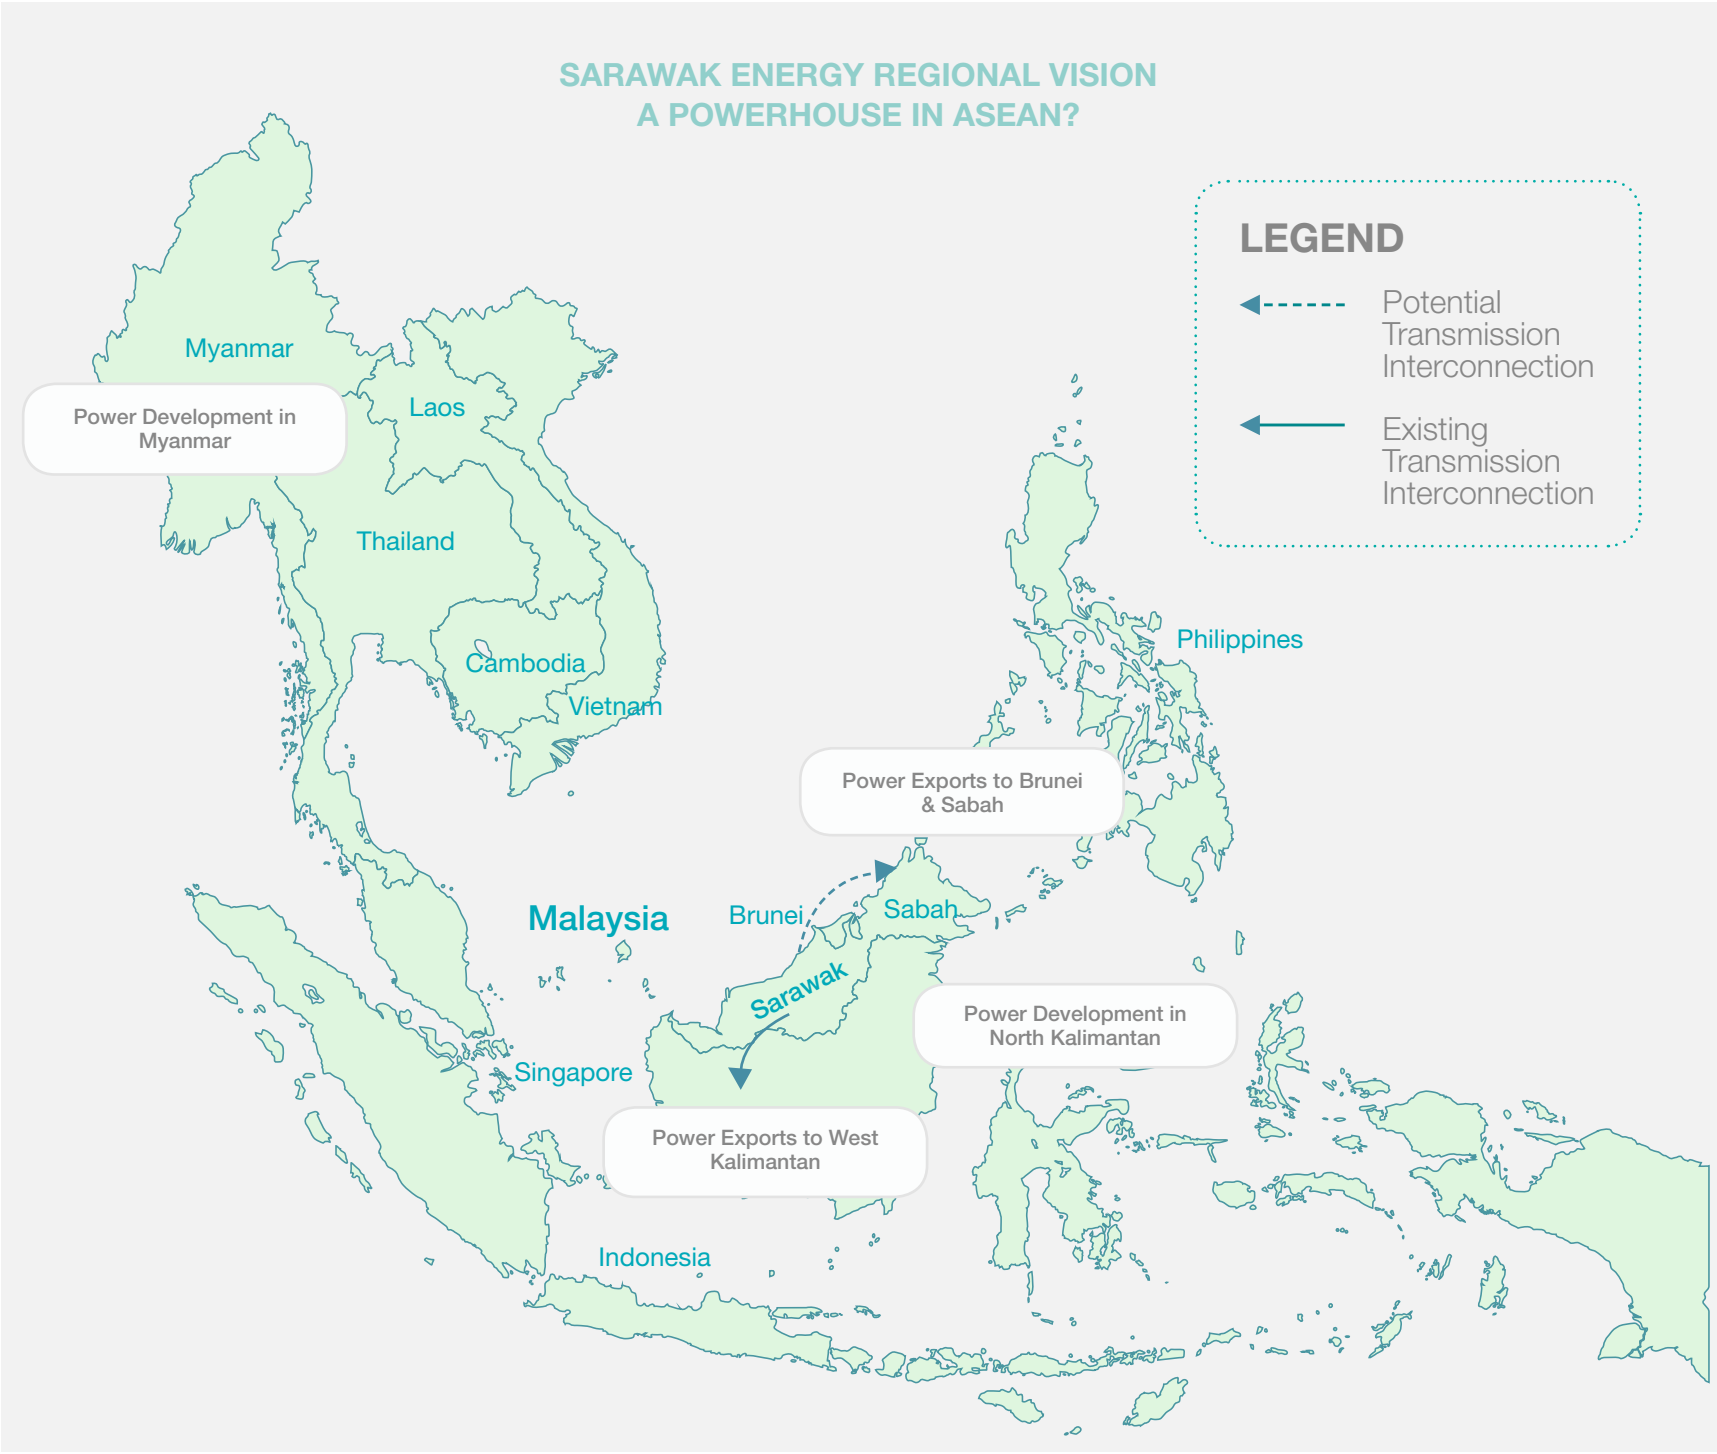 SARAWAK ENERGY REGIONAL VISION
A POWERHOUSE IN ASEAN?
LEGEND
Potential
Transmission
Interconnection
Existing
Transmission
Interconnection
Myanmar
Power Development in
Myanmar
Laos
Thailand
Cambodia
Vietnam
Philippines
Power Exports to Brunei
& Sabah
Malaysia
Brunei
Sabah
Sarawak
Power Development in
North Kalimantan
Singapore
Power Exports to West
Kalimantan
Indonesia